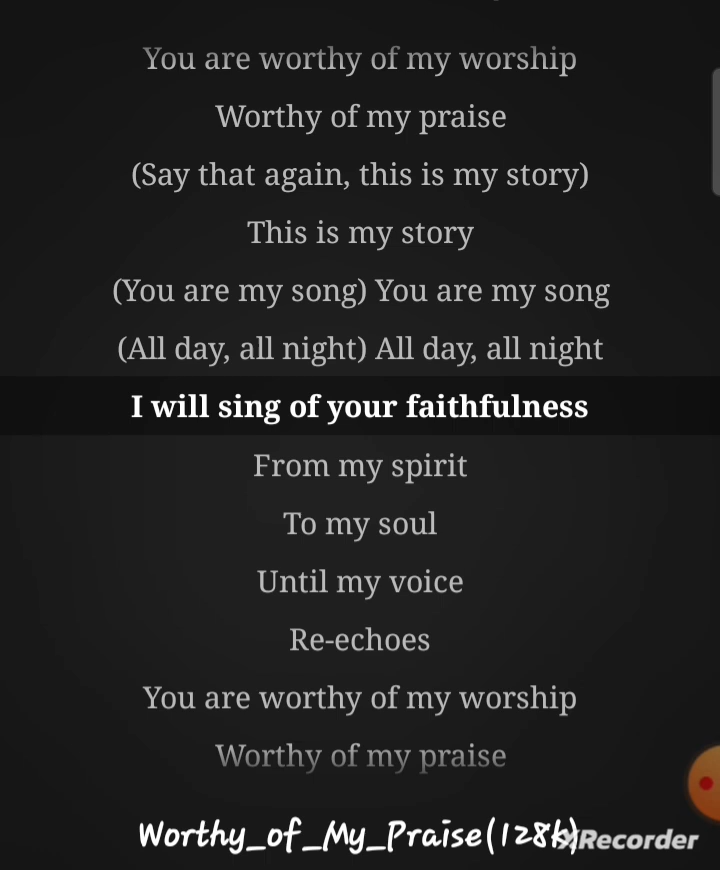 You are worthy of my worship
Worthy of my praise
(Say that again, this is my story)
This is my story
(You are my song) You are my song
(All day, all night) All day, all night
I will sing of your faithfulness
From my spirit
To my soul
Until my voice
Re-echoes
You are worthy of my worship
Worthy of my praise
Worthy_of_My_Praise(128k)
XRecorder